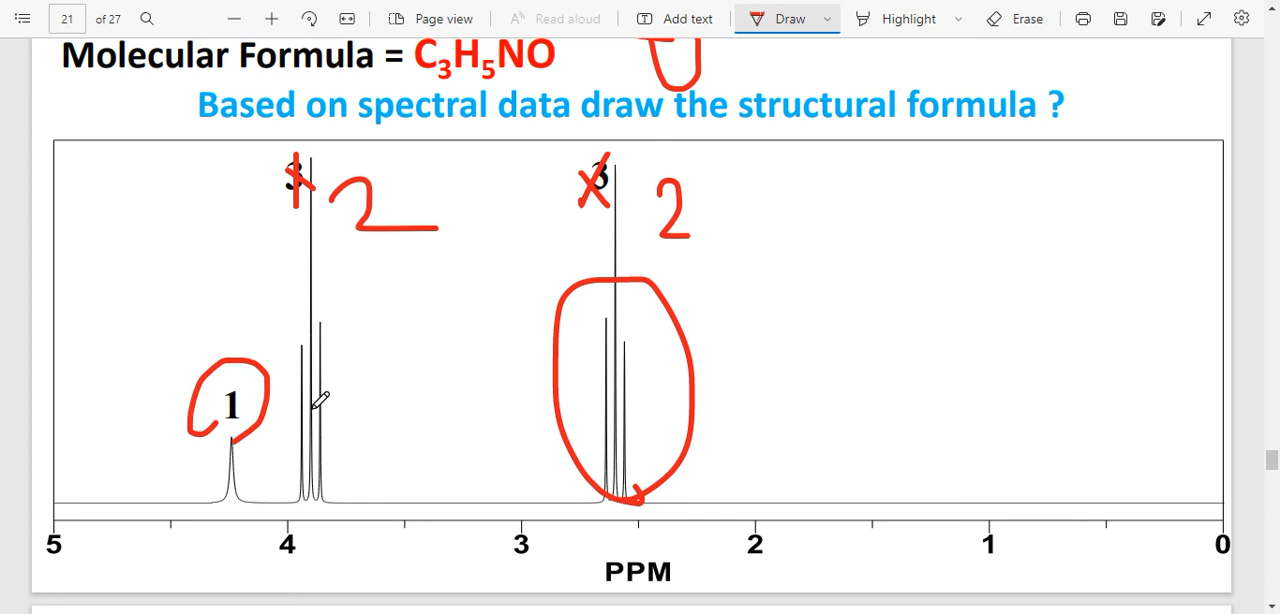 21 of 27 Page view Read aloud Add text Draw Highlight Erase
Molecular Formula = C₃H₅NO
Based on spectral data draw the structural formula ?
3 2 3 2
1
5 4 3 2 1 0
PPM